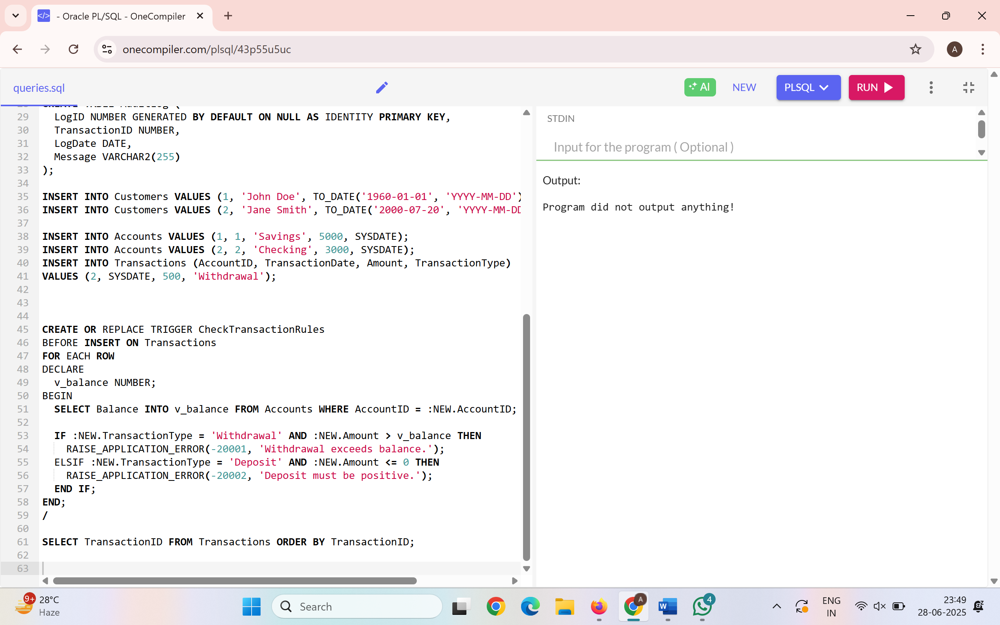 </> - Oracle PL/SQL - OneCompiler
onecompiler.com/plsql/43p55u5uc
A
queries.sql
AI
NEW
PLSQL
RUN
29 LogID NUMBER GENERATED BY DEFAULT ON NULL AS IDENTITY PRIMARY KEY,
30 TransactionID NUMBER,
31 LogDate DATE,
32 Message VARCHAR2(255)
33 );
34
35 INSERT INTO Customers VALUES (1, 'John Doe', TO_DATE('1960-01-01', 'YYYY-MM-DD')
36 INSERT INTO Customers VALUES (2, 'Jane Smith', TO_DATE('2000-07-20', 'YYYY-MM-DD
37
38 INSERT INTO Accounts VALUES (1, 1, 'Savings', 5000, SYSDATE);
39 INSERT INTO Accounts VALUES (2, 2, 'Checking', 3000, SYSDATE);
40 INSERT INTO Transactions (AccountID, TransactionDate, Amount, TransactionType)
41 VALUES (2, SYSDATE, 500, 'Withdrawal');
42
43
44
45 CREATE OR REPLACE TRIGGER CheckTransactionRules
46 BEFORE INSERT ON Transactions
47 FOR EACH ROW
48 DECLARE
49 v_balance NUMBER;
50 BEGIN
51 SELECT Balance INTO v_balance FROM Accounts WHERE AccountID = :NEW.AccountID;
52
53 IF :NEW.TransactionType = 'Withdrawal' AND :NEW.Amount > v_balance THEN
54 RAISE_APPLICATION_ERROR(-20001, 'Withdrawal exceeds balance.');
55 ELSIF :NEW.TransactionType = 'Deposit' AND :NEW.Amount <= 0 THEN
56 RAISE_APPLICATION_ERROR(-20002, 'Deposit must be positive.');
57 END IF;
58 END;
59 /
60
61 SELECT TransactionID FROM Transactions ORDER BY TransactionID;
62
63
STDIN
Input for the program ( Optional )
Output:
Program did not output anything!
9+
28°C
Haze
Search
A
W
4
ENG
IN
23:49
28-06-2025